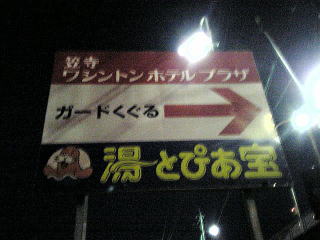 笠寺
ワシントンホテルプラザ
ガードくぐる
湯〜とぴあ宝